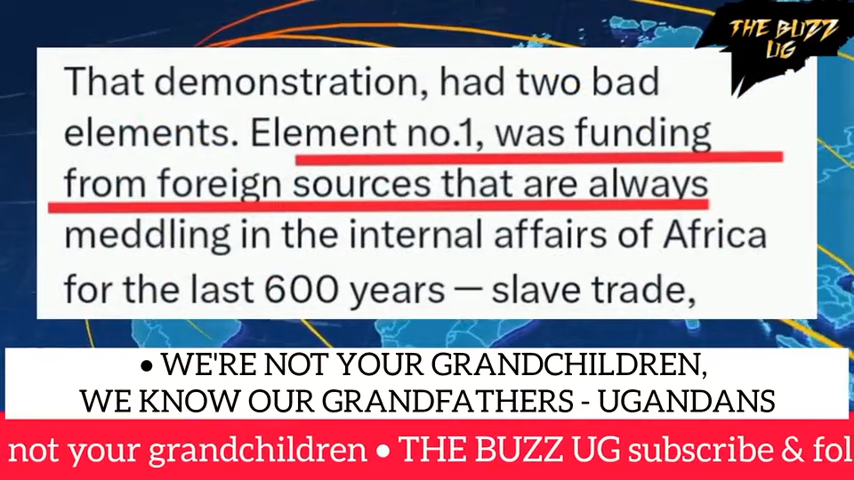 THE BUZZ
UG
That demonstration, had two bad
elements. Element no.1, was funding
from foreign sources that are always
meddling in the internal affairs of Africa
for the last 600 years — slave trade,
• WE'RE NOT YOUR GRANDCHILDREN,
WE KNOW OUR GRANDFATHERS - UGANDANS
not your grandchildren • THE BUZZ UG subscribe & fol